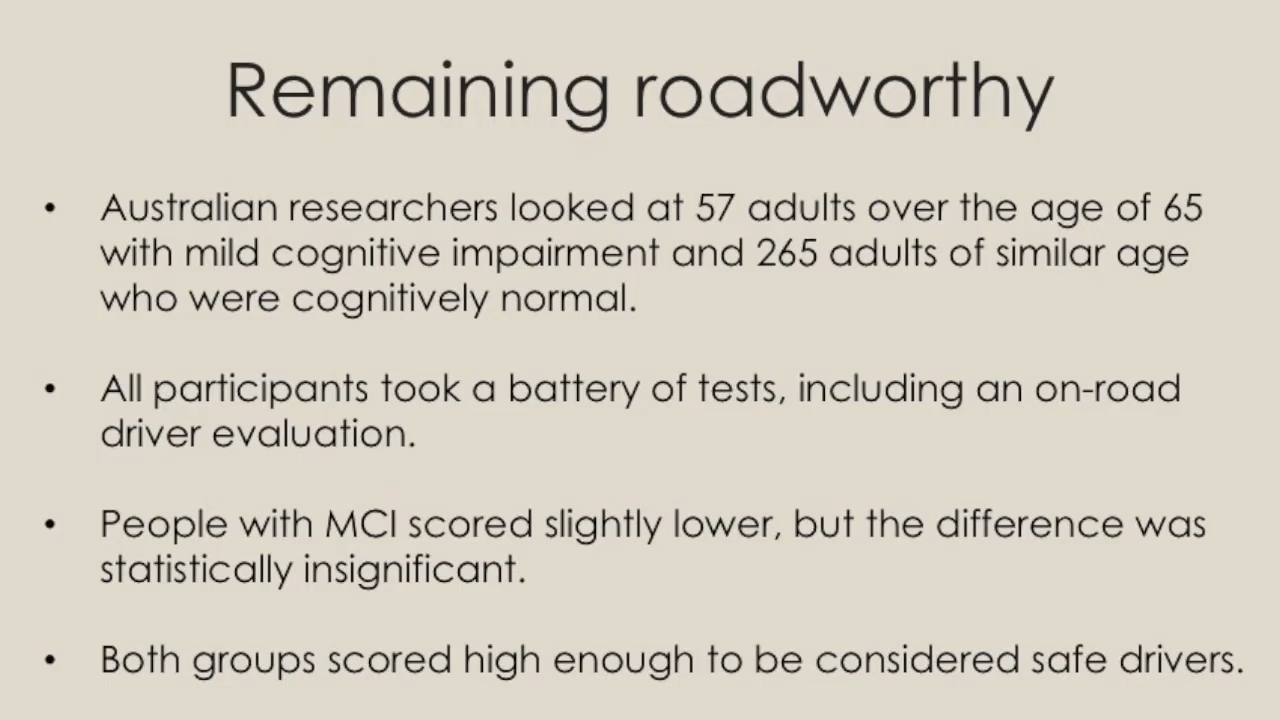 Remaining roadworthy
• Australian researchers looked at 57 adults over the age of 65
with mild cognitive impairment and 265 adults of similar age
who were cognitively normal.
• All participants took a battery of tests, including an on-road
driver evaluation.
• People with MCI scored slightly lower, but the difference was
statistically insignificant.
• Both groups scored high enough to be considered safe drivers.